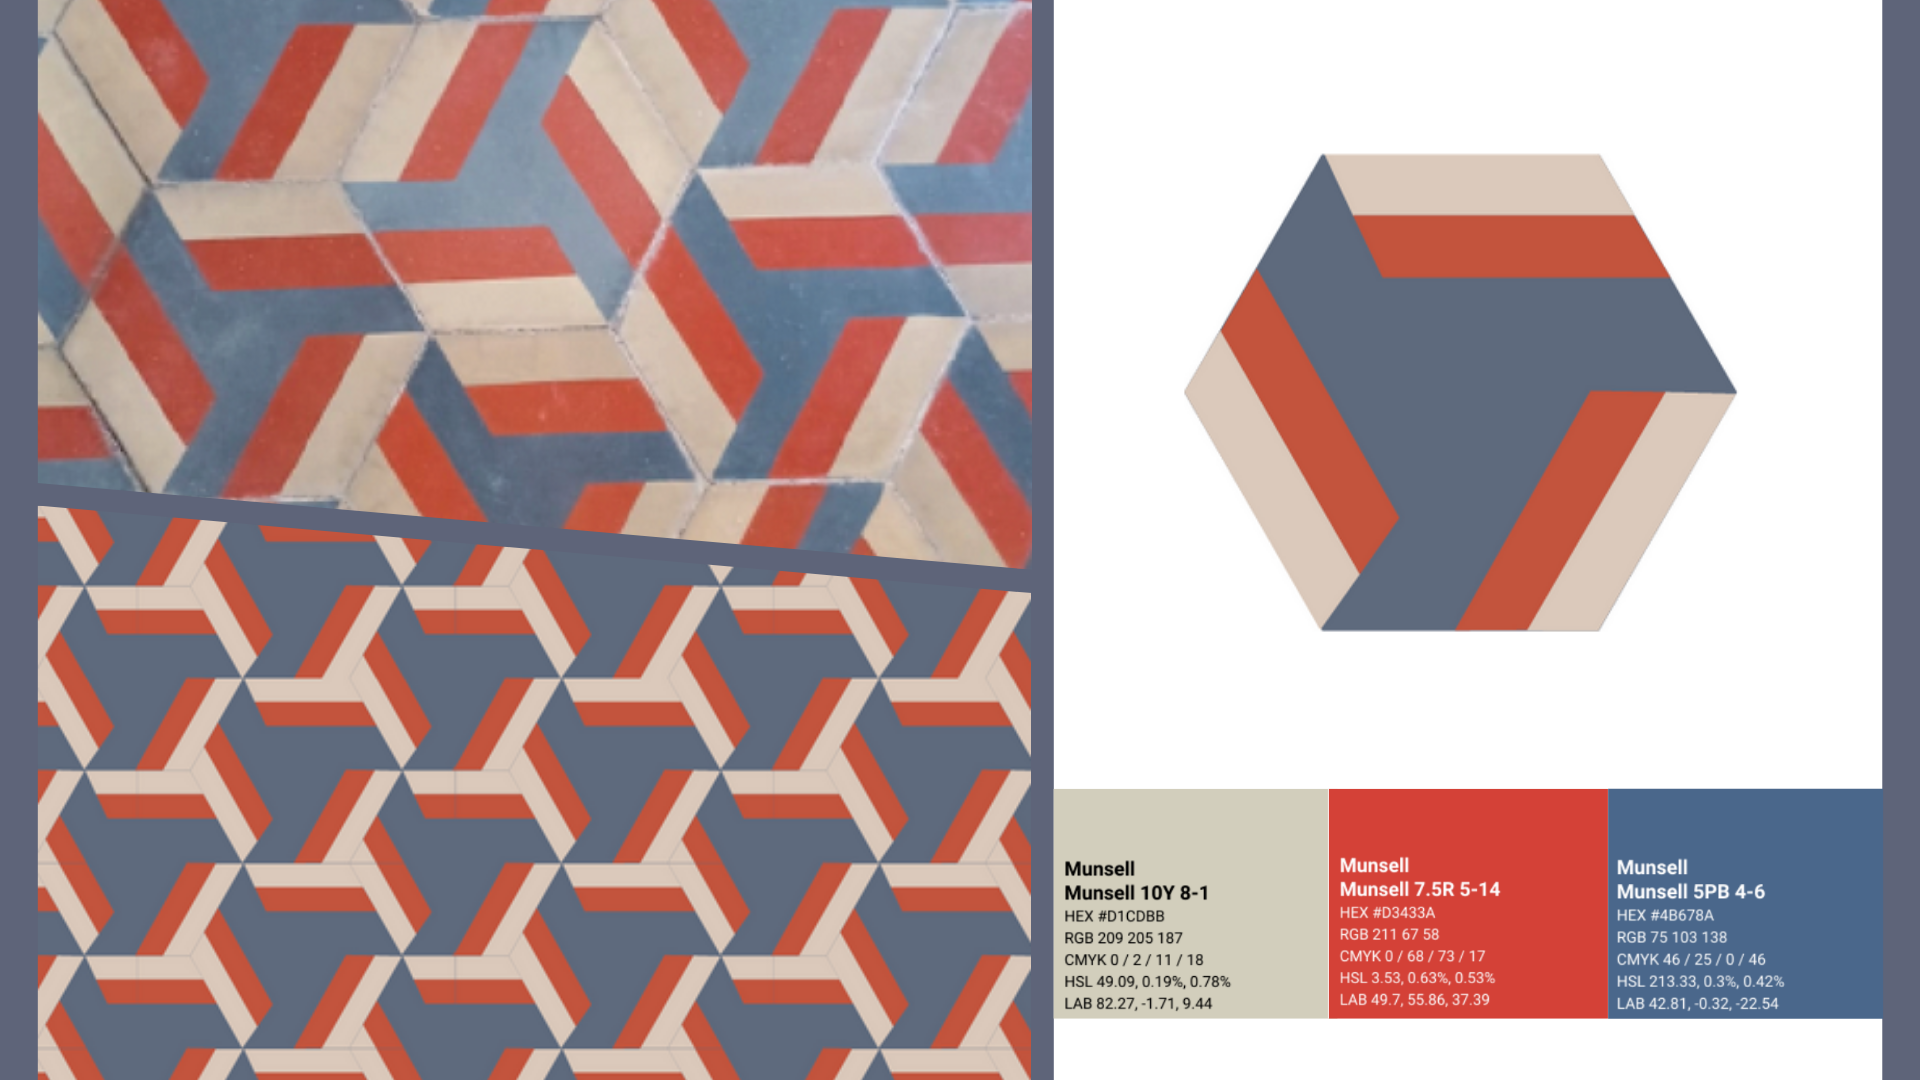 Munsell
Munsell 10Y 8-1
HEX #D1CDBB
RGB 209 205 187
CMYK 0 / 2 / 11 / 18
HSL 49.09, 0.19%, 0.78%
LAB 82.27, -1.71, 9.44
Munsell
Munsell 7.5R 5-14
HEX #D3433A
RGB 211 67 58
CMYK 0 / 68 / 73 / 17
HSL 3.53, 0.63%, 0.53%
LAB 49.7, 55.86, 37.39
Munsell
Munsell 5PB 4-6
HEX #4B678A
RGB 75 103 138
CMYK 46 / 25 / 0 / 46
HSL 213.33, 0.3%, 0.42%
LAB 42.81, -0.32, -22.54